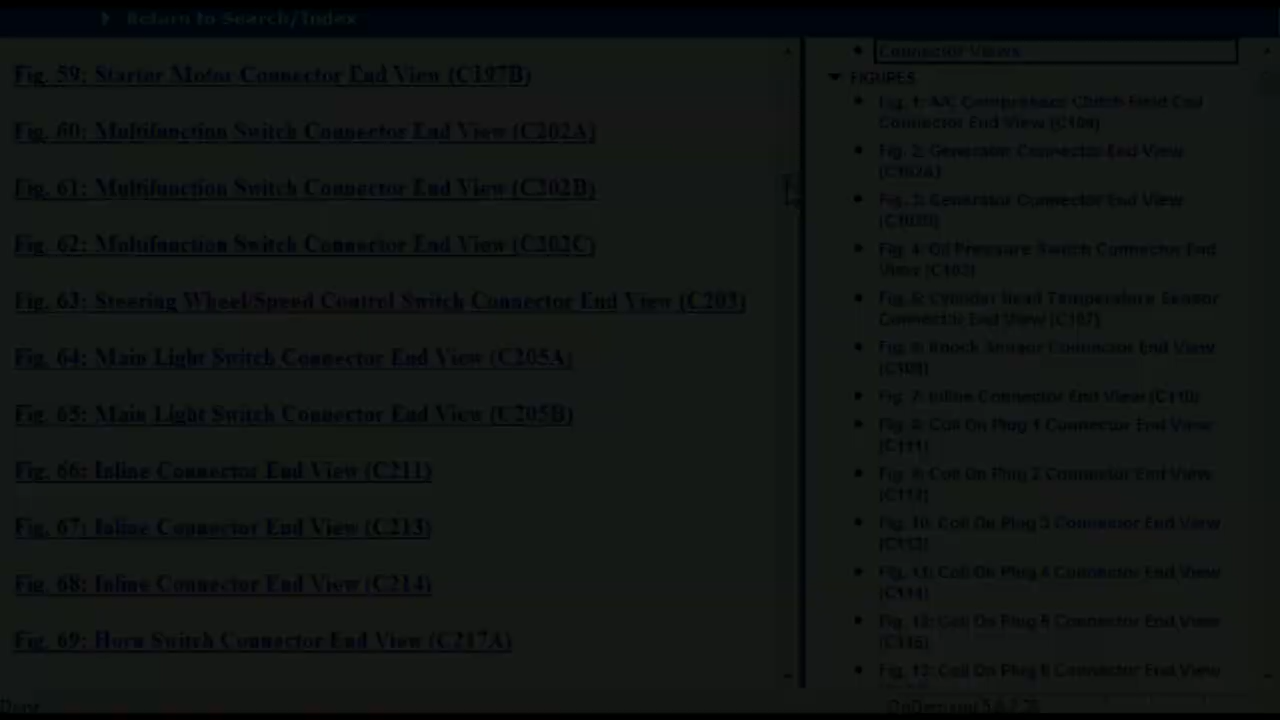 Return to Search/Index
Fig. 59: Starter Motor Connector End View (C197B)
Fig. 60: Multifunction Switch Connector End View (C202A)
Fig. 61: Multifunction Switch Connector End View (C202B)
Fig. 62: Multifunction Switch Connector End View (C202C)
Fig. 63: Steering Wheel/Speed Control Switch Connector End View (C203)
Fig. 64: Main Light Switch Connector End View (C205A)
Fig. 65: Main Light Switch Connector End View (C205B)
Fig. 66: Inline Connector End View (C211)
Fig. 67: Inline Connector End View (C213)
Fig. 68: Inline Connector End View (C214)
Fig. 69: Horn Switch Connector End View (C217A)
Connector Views
FIGURES
Fig. 1: A/C Compressor Clutch Field Coil
Connector End View (C100)
Fig. 2: Generator Connector End View
(C102A)
Fig. 3: Generator Connector End View
(C102B)
Fig. 4: Oil Pressure Switch Connector End
View (C103)
Fig. 5: Cylinder Head Temperature Sensor
Connector End View (C107)
Fig. 6: Knock Sensor Connector End View
(C109)
Fig. 7: Inline Connector End View (C110)
Fig. 8: Coil On Plug 1 Connector End View
(C111)
Fig. 9: Coil On Plug 2 Connector End View
(C112)
Fig. 10: Coil On Plug 3 Connector End View
(C113)
Fig. 11: Coil On Plug 4 Connector End View
(C114)
Fig. 12: Coil On Plug 5 Connector End View
(C115)
Fig. 13: Coil On Plug 6 Connector End View
Done